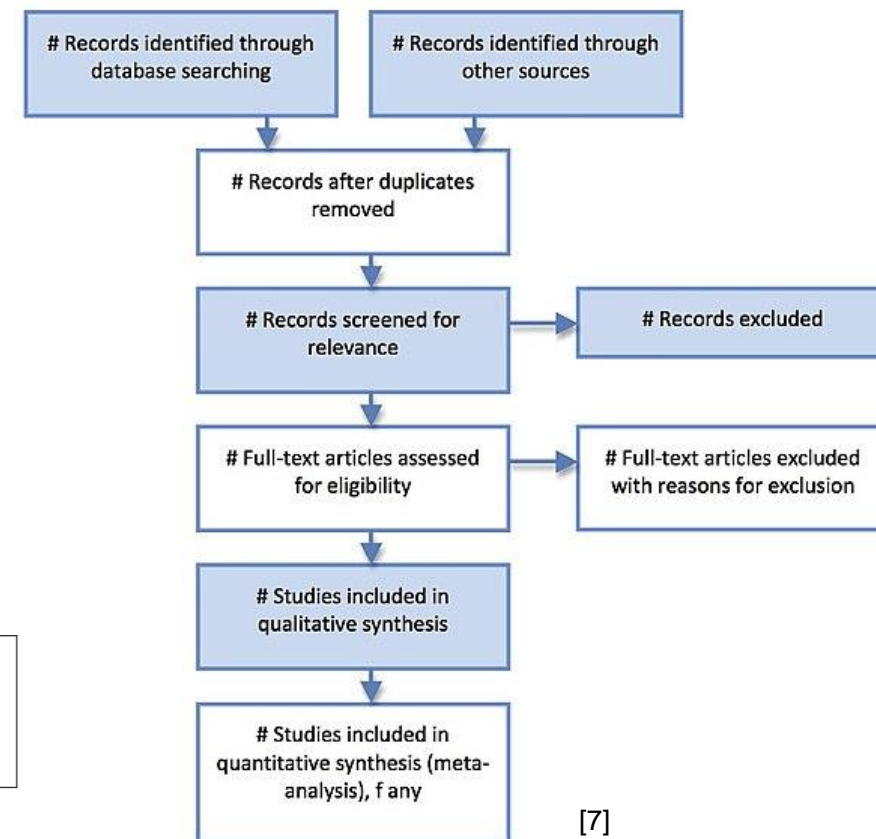 # Records identified through
database searching
# Records identified through
other sources
# Records after duplicates
removed
# Records screened for
relevance
# Records excluded
# Full-text articles assessed
for eligibility
# Full-text articles excluded
with reasons for exclusion
# Studies included in
qualitative synthesis
# Studies included in
quantitative synthesis (meta-
analysis), f any
[7]